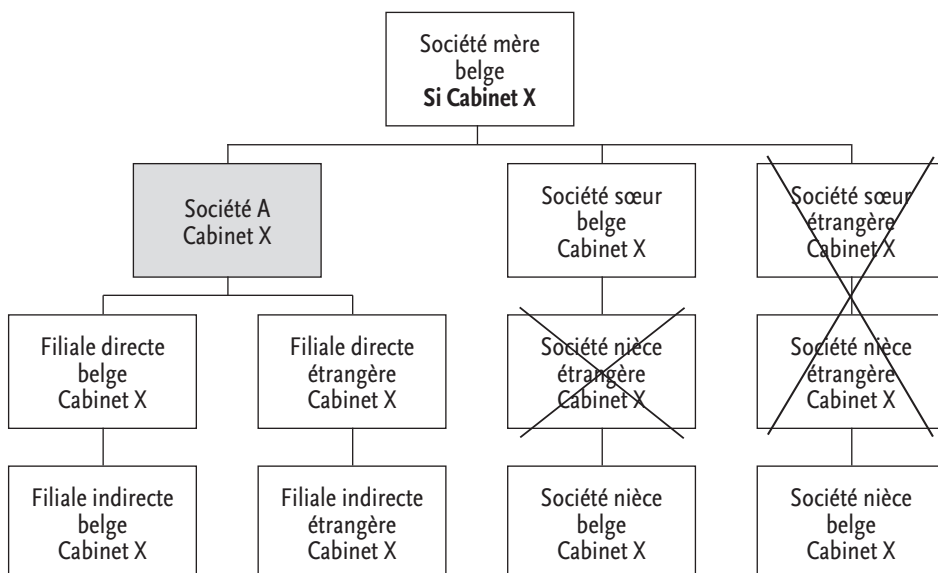 Société mère
belge
Si Cabinet X
Société A
Cabinet X
Société sœur
belge
Cabinet X
Société sœur
étrangère
Cabinet X
Filiale directe
belge
Cabinet X
Filiale directe
étrangère
Cabinet X
Société nièce
étrangère
Cabinet X
Société nièce
étrangère
Cabinet X
Filiale indirecte
belge
Cabinet X
Filiale indirecte
étrangère
Cabinet X
Société nièce
belge
Cabinet X
Société nièce
belge
Cabinet X